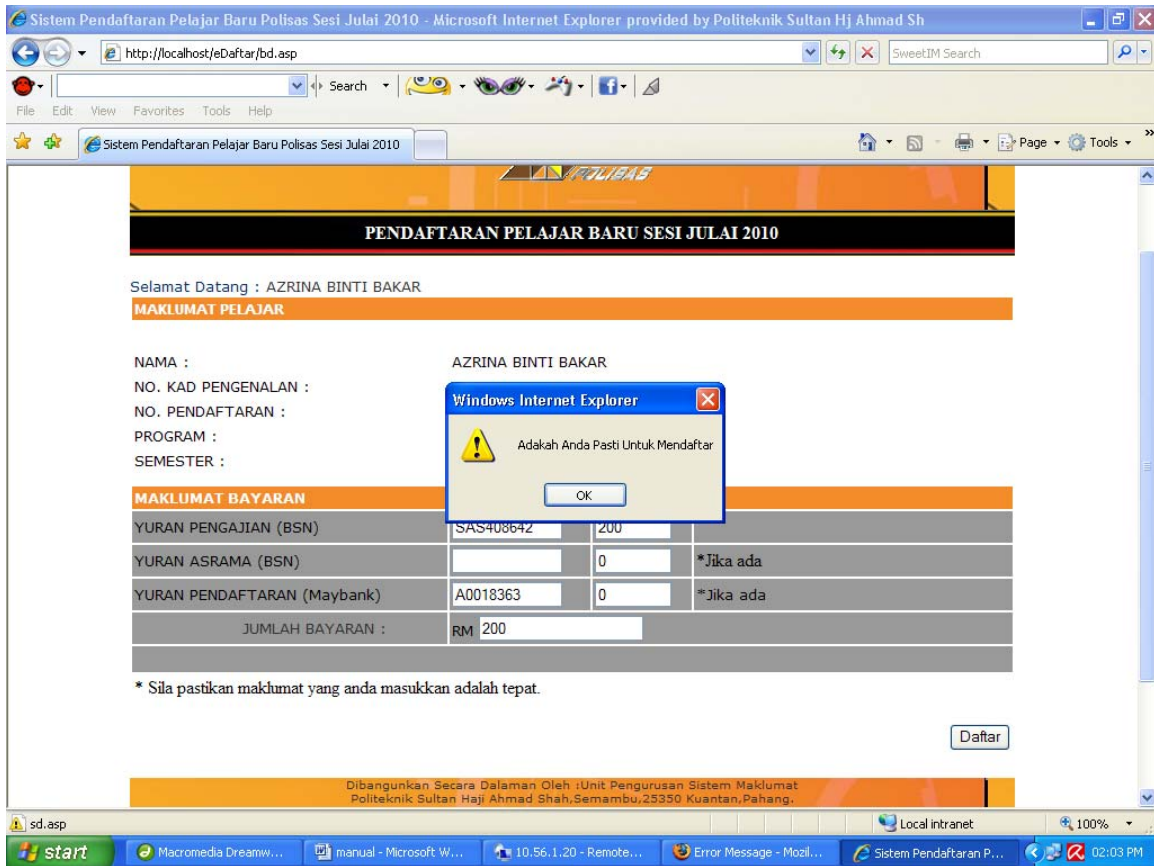 Sistem Pendaftaran Pelajar Baru Polisas Sesi Julai 2010 - Microsoft Internet Explorer provided by Politeknik Sultan Hj Ahmad Sh
http://localhost/eDaftar/bd.asp
SweetIM Search
Search
File Edit View Favorites Tools Help
Sistem Pendaftaran Pelajar Baru Polisas Sesi Julai 2010
Page Tools
POLISAS
PENDAFTARAN PELAJAR BARU SESI JULAI 2010
Selamat Datang : AZRINA BINTI BAKAR
MAKLUMAT PELAJAR
NAMA : AZRINA BINTI BAKAR
NO. KAD PENGENALAN :
NO. PENDAFTARAN :
PROGRAM :
SEMESTER :
Windows Internet Explorer
Adakah Anda Pasti Untuk Mendaftar
OK
MAKLUMAT BAYARAN
YURAN PENGAJIAN (BSN) SAS408642 200
YURAN ASRAMA (BSN) 0 *Jika ada
YURAN PENDAFTARAN (Maybank) A0018363 0 *Jika ada
JUMLAH BAYARAN : RM 200
* Sila pastikan maklumat yang anda masukkan adalah tepat.
Daftar
Dibangunkan Secara Dalaman Oleh :Unit Pengurusan Sistem Maklumat
Politeknik Sultan Haji Ahmad Shah,Semambu,25350 Kuantan,Pahang.
sd.asp Local intranet 100%
start Macromedia Dreamw... manual - Microsoft W... 10.56.1.20 - Remote... Error Message - Mozil... Sistem Pendaftaran P... 02:03 PM